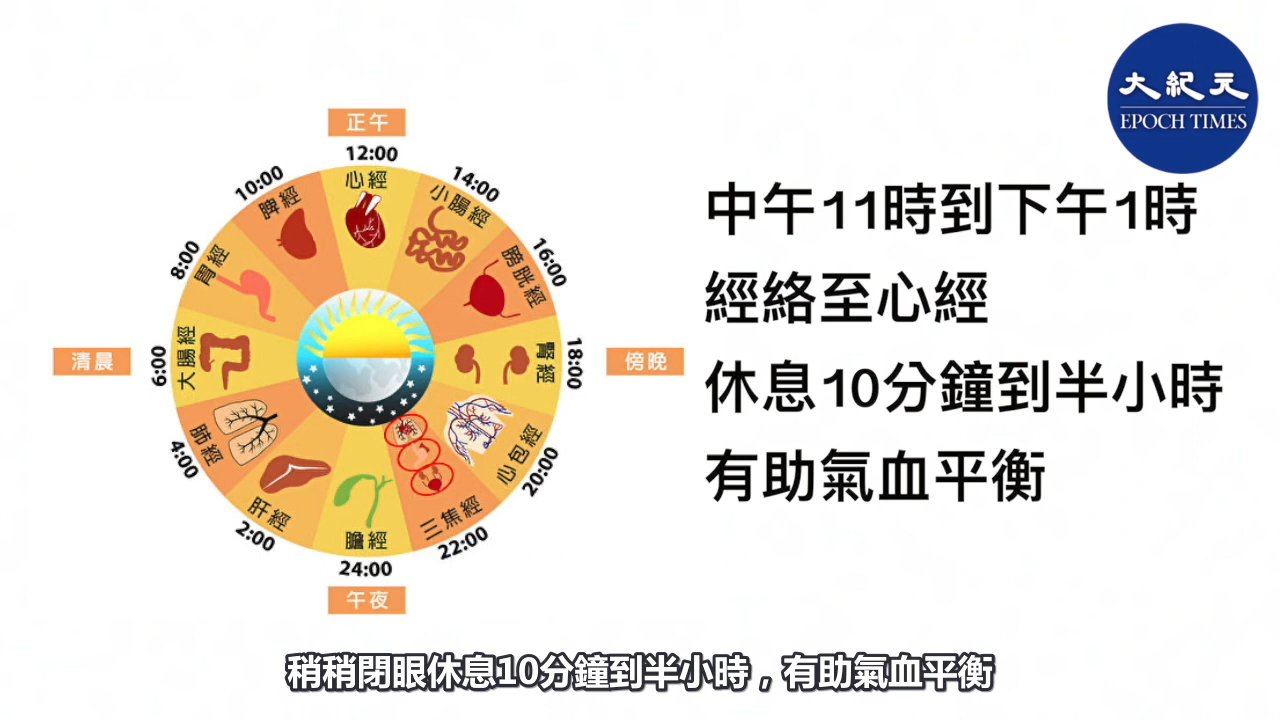 大紀元
EPOCH TIMES
正午
12:00
心經
14:00
小腸經
16:00
膀胱經
18:00
腎經
傍晚
20:00
心包經
22:00
三焦經
24:00
膽經
午夜
2:00
肝經
4:00
肺經
6:00
大腸經
清晨
8:00
胃經
10:00
脾經
中午11時到下午1時
經絡至心經
休息10分鐘到半小時
有助氣血平衡
稍稍閉眼休息10分鐘到半小時，有助氣血平衡